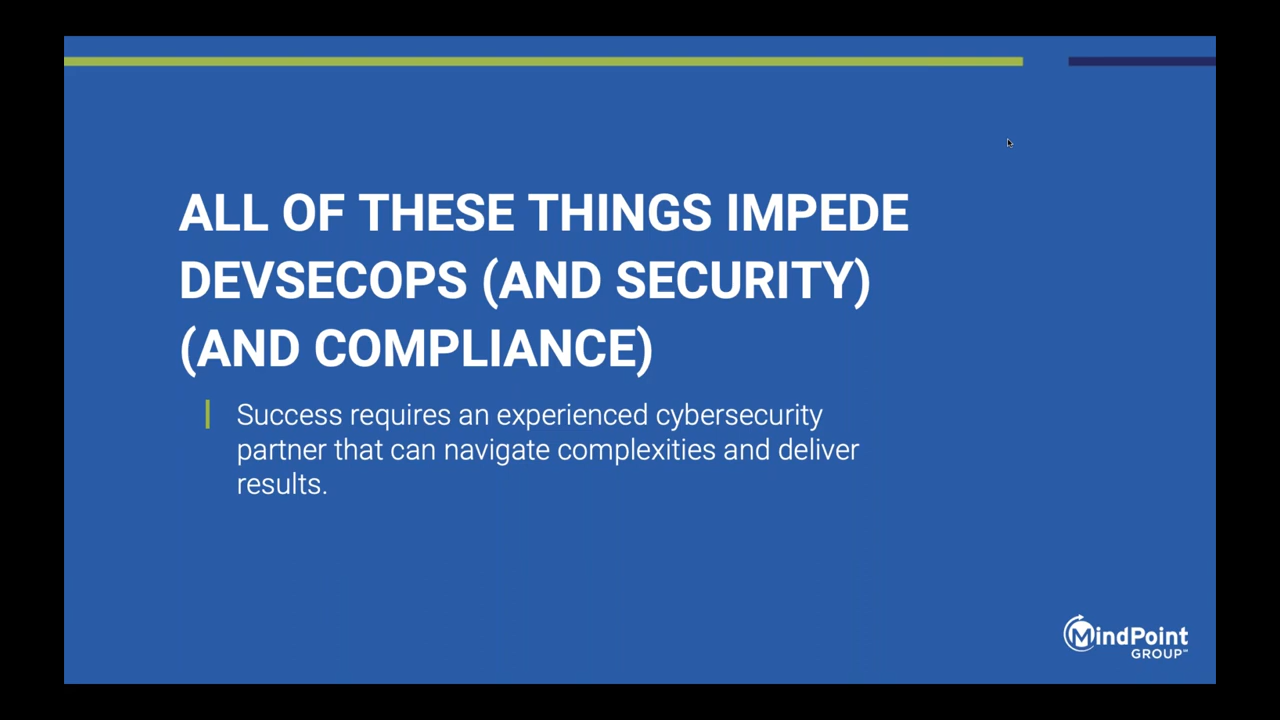 ALL OF THESE THINGS IMPEDE
DEVSECOPS (AND SECURITY)
(AND COMPLIANCE)
Success requires an experienced cybersecurity
partner that can navigate complexities and deliver
results.
MindPoint
GROUP℠